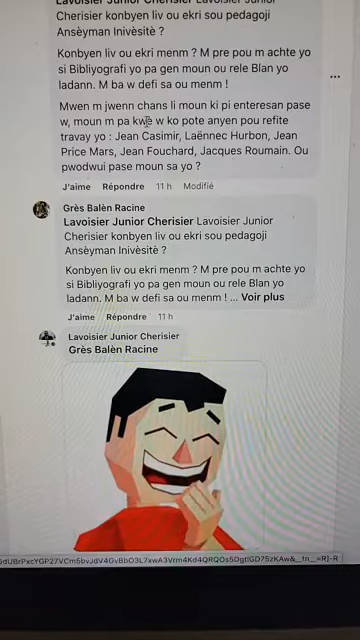 Lavoisier Junior Cherisier Lavoisier Junior
Cherisier konbyen liv ou ekri sou pedagoji
Ansèyman Inivèsitè ?
Konbyen liv ou ekri menm ? M pre pou m achte yo
si Bibliyografi yo pa gen moun ou rele Blan yo
ladann. M ba w defi sa ou menm !
Mwen m jwenn chans li moun ki pi enteresan pase
w, moun m pa kwè w ko pote anyen pou refite
travay yo : Jean Casimir, Laënnec Hurbon, Jean
Price Mars, Jean Fouchard, Jacques Roumain. Ou
pwodwui pase moun sa yo ?
J'aime Répondre 11 h Modifié
Grès Balèn Racine
Lavoisier Junior Cherisier Lavoisier Junior
Cherisier konbyen liv ou ekri sou pedagoji
Ansèyman Inivèsitè ?
Konbyen liv ou ekri menm ? M pre pou m achte yo
si Bibliyografi yo pa gen moun ou rele Blan yo
ladann. M ba w defi sa ou menm ! ... Voir plus
J'aime Répondre 11 h
Lavoisier Junior Cherisier
Grès Balèn Racine